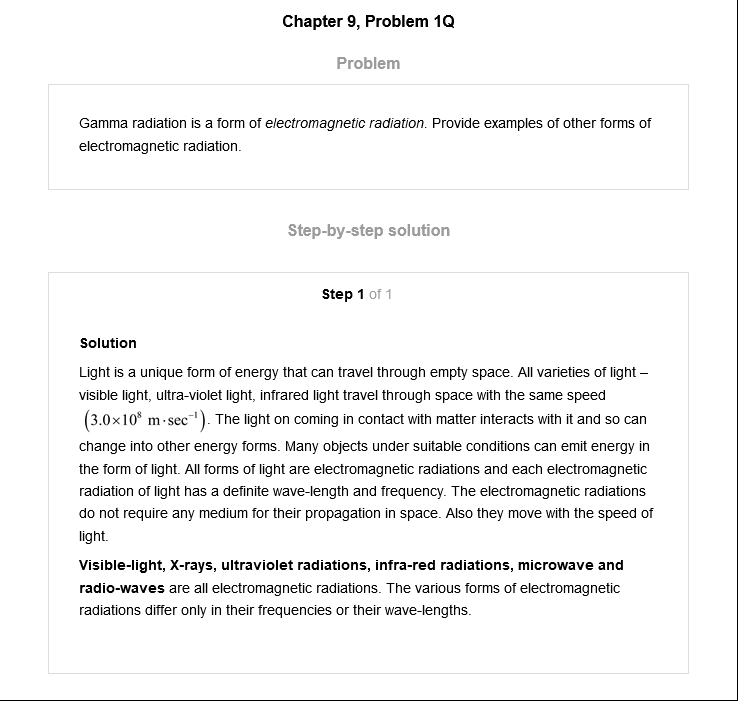 Chapter 9, Problem 1Q
Problem
Gamma radiation is a form of electromagnetic radiation. Provide examples of other forms of
electromagnetic radiation.
Step-by-step solution
Step 1 of 1
Solution
Light is a unique form of energy that can travel through empty space. All varieties of light –
visible light, ultra-violet light, infrared light travel through space with the same speed
(3.0×10⁸ m·sec⁻¹). The light on coming in contact with matter interacts with it and so can
change into other energy forms. Many objects under suitable conditions can emit energy in
the form of light. All forms of light are electromagnetic radiations and each electromagnetic
radiation of light has a definite wave-length and frequency. The electromagnetic radiations
do not require any medium for their propagation in space. Also they move with the speed of
light.
Visible-light, X-rays, ultraviolet radiations, infra-red radiations, microwave and
radio-waves are all electromagnetic radiations. The various forms of electromagnetic
radiations differ only in their frequencies or their wave-lengths.